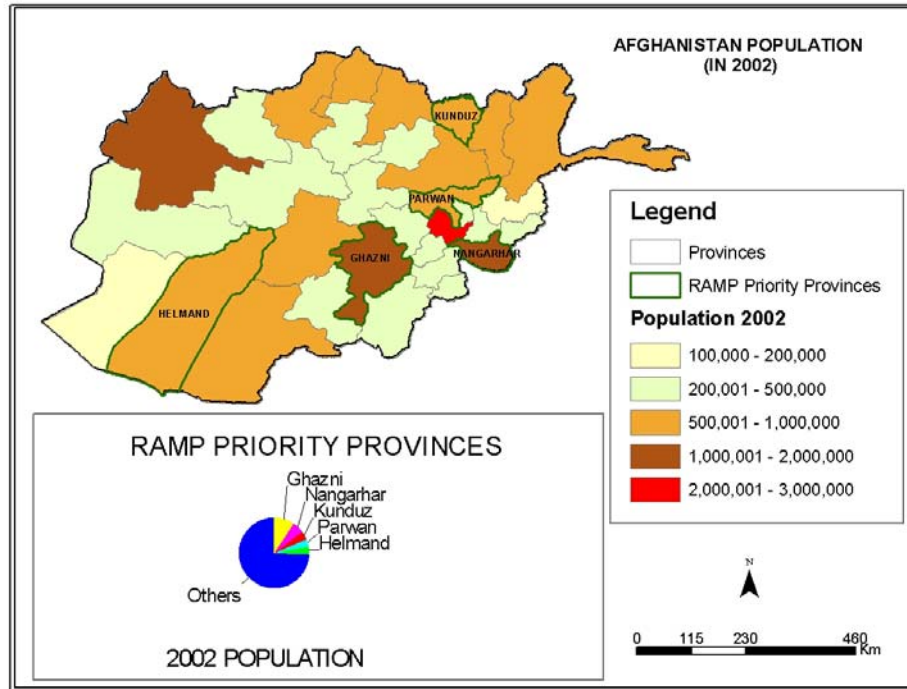 AFGHANISTAN POPULATION
(IN 2002)
KUNDUZ
PARWAN
GHAZNI
NANGARHAR
HELMAND
Legend
Provinces
RAMP Priority Provinces
Population 2002
100,000 - 200,000
200,001 - 500,000
500,001 - 1,000,000
1,000,001 - 2,000,000
2,000,001 - 3,000,000
RAMP PRIORITY PROVINCES
Ghazni
Nangarhar
Kunduz
Parwan
Helmand
Others
2002 POPULATION
N
0 115 230 460
Km